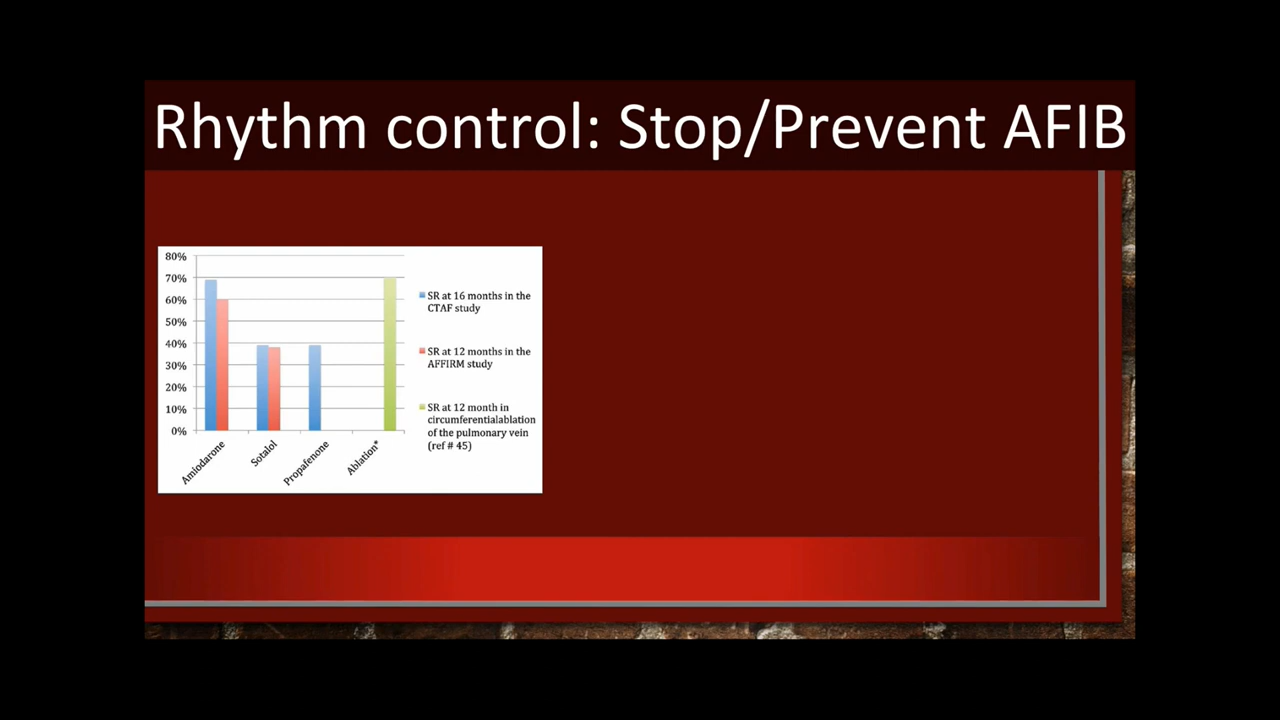 Rhythm control: Stop/Prevent AFIB
80%
70%
60%
50%
40%
30%
20%
10%
0%
Amiodarone
Sotalol
Propafenone
Ablation*
SR at 16 months in the
CTAF study
SR at 12 months in the
AFFIRM study
SR at 12 month in
circumferentialablation
of the pulmonary vein
(ref # 45)